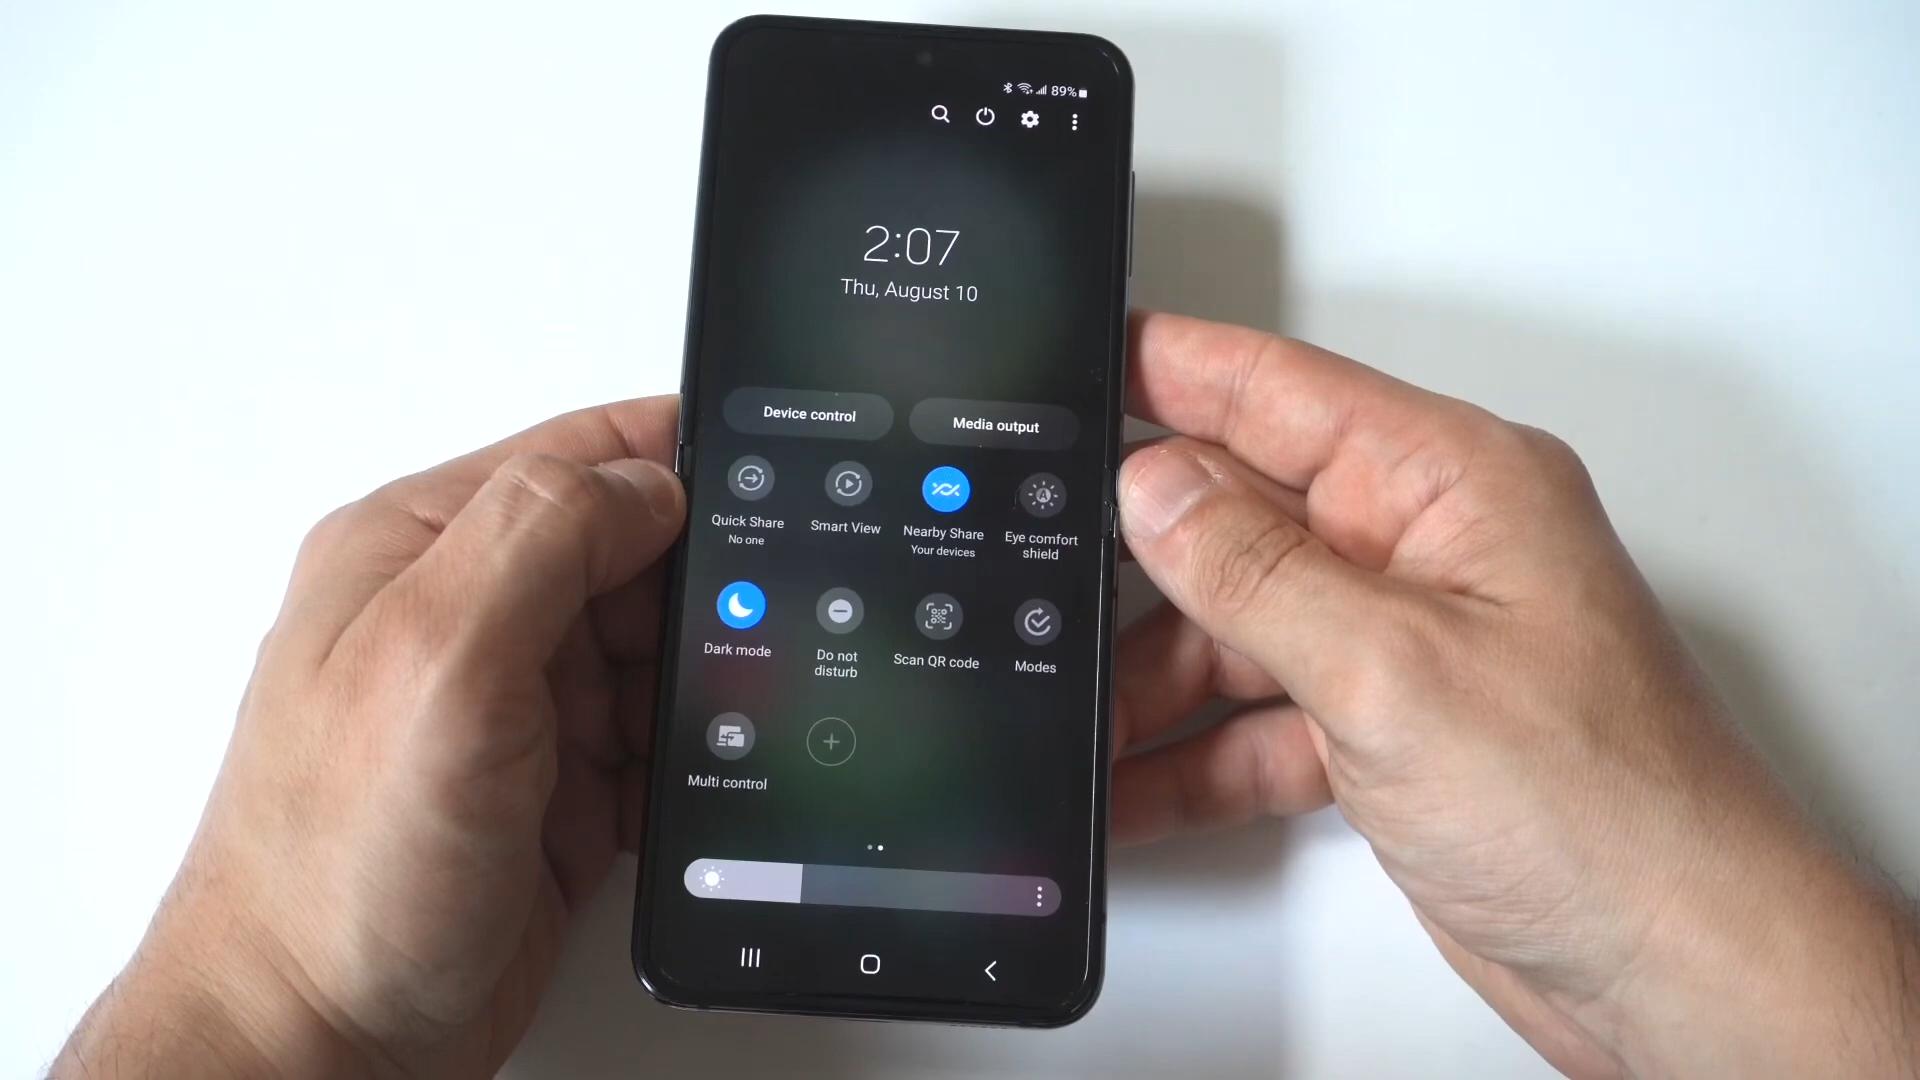 89%
2:07
Thu, August 10
Device control
Media output
Quick Share
No one
Smart View
Nearby Share
Your devices
Eye comfort
shield
Dark mode
Do not
disturb
Scan QR code
Modes
Multi control